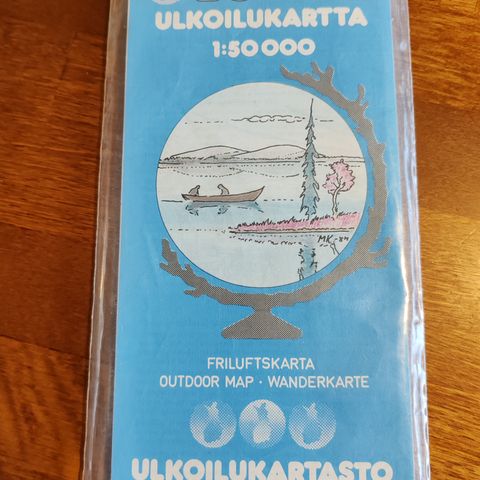 ULKOILUKARTTA
1:50 000
MK-84
FRILUFTSKARTA
OUTDOOR MAP · WANDERKARTE
ULKOILUKARTASTO